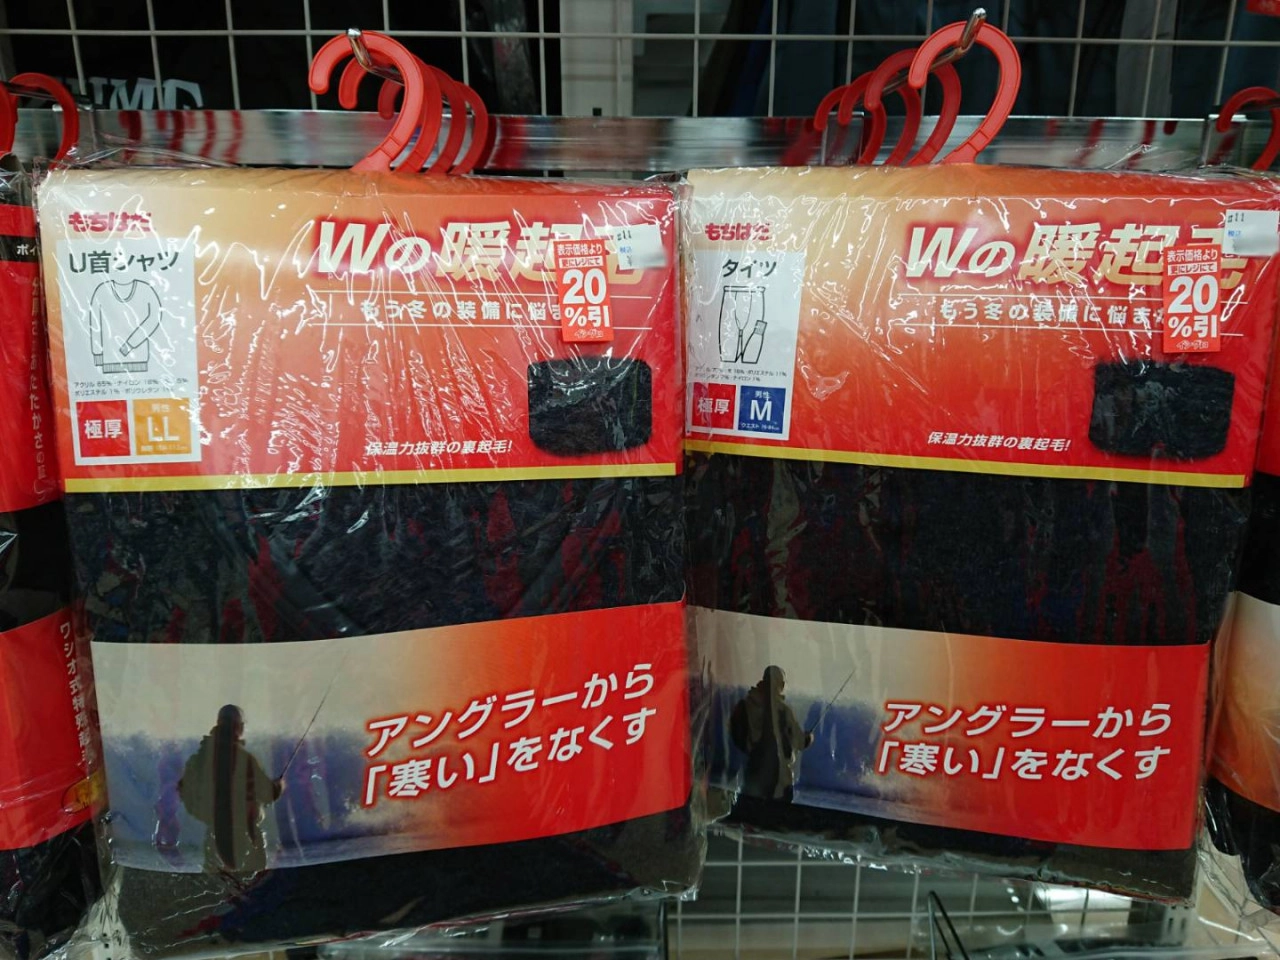 もちはだ
U首シャツ
極厚
男性
LL
Wの暖起毛
もう冬の装備に悩ま
表示価格より
更にレジにて
20
%引
保温力抜群の裏起毛!
アングラーから
「寒い」をなくす
もちはだ
タイツ
極厚
男性
M
Wの暖起毛
もう冬の装備に悩ま
表示価格より
更にレジにて
20
%引
保温力抜群の裏起毛!
アングラーから
「寒い」をなくす